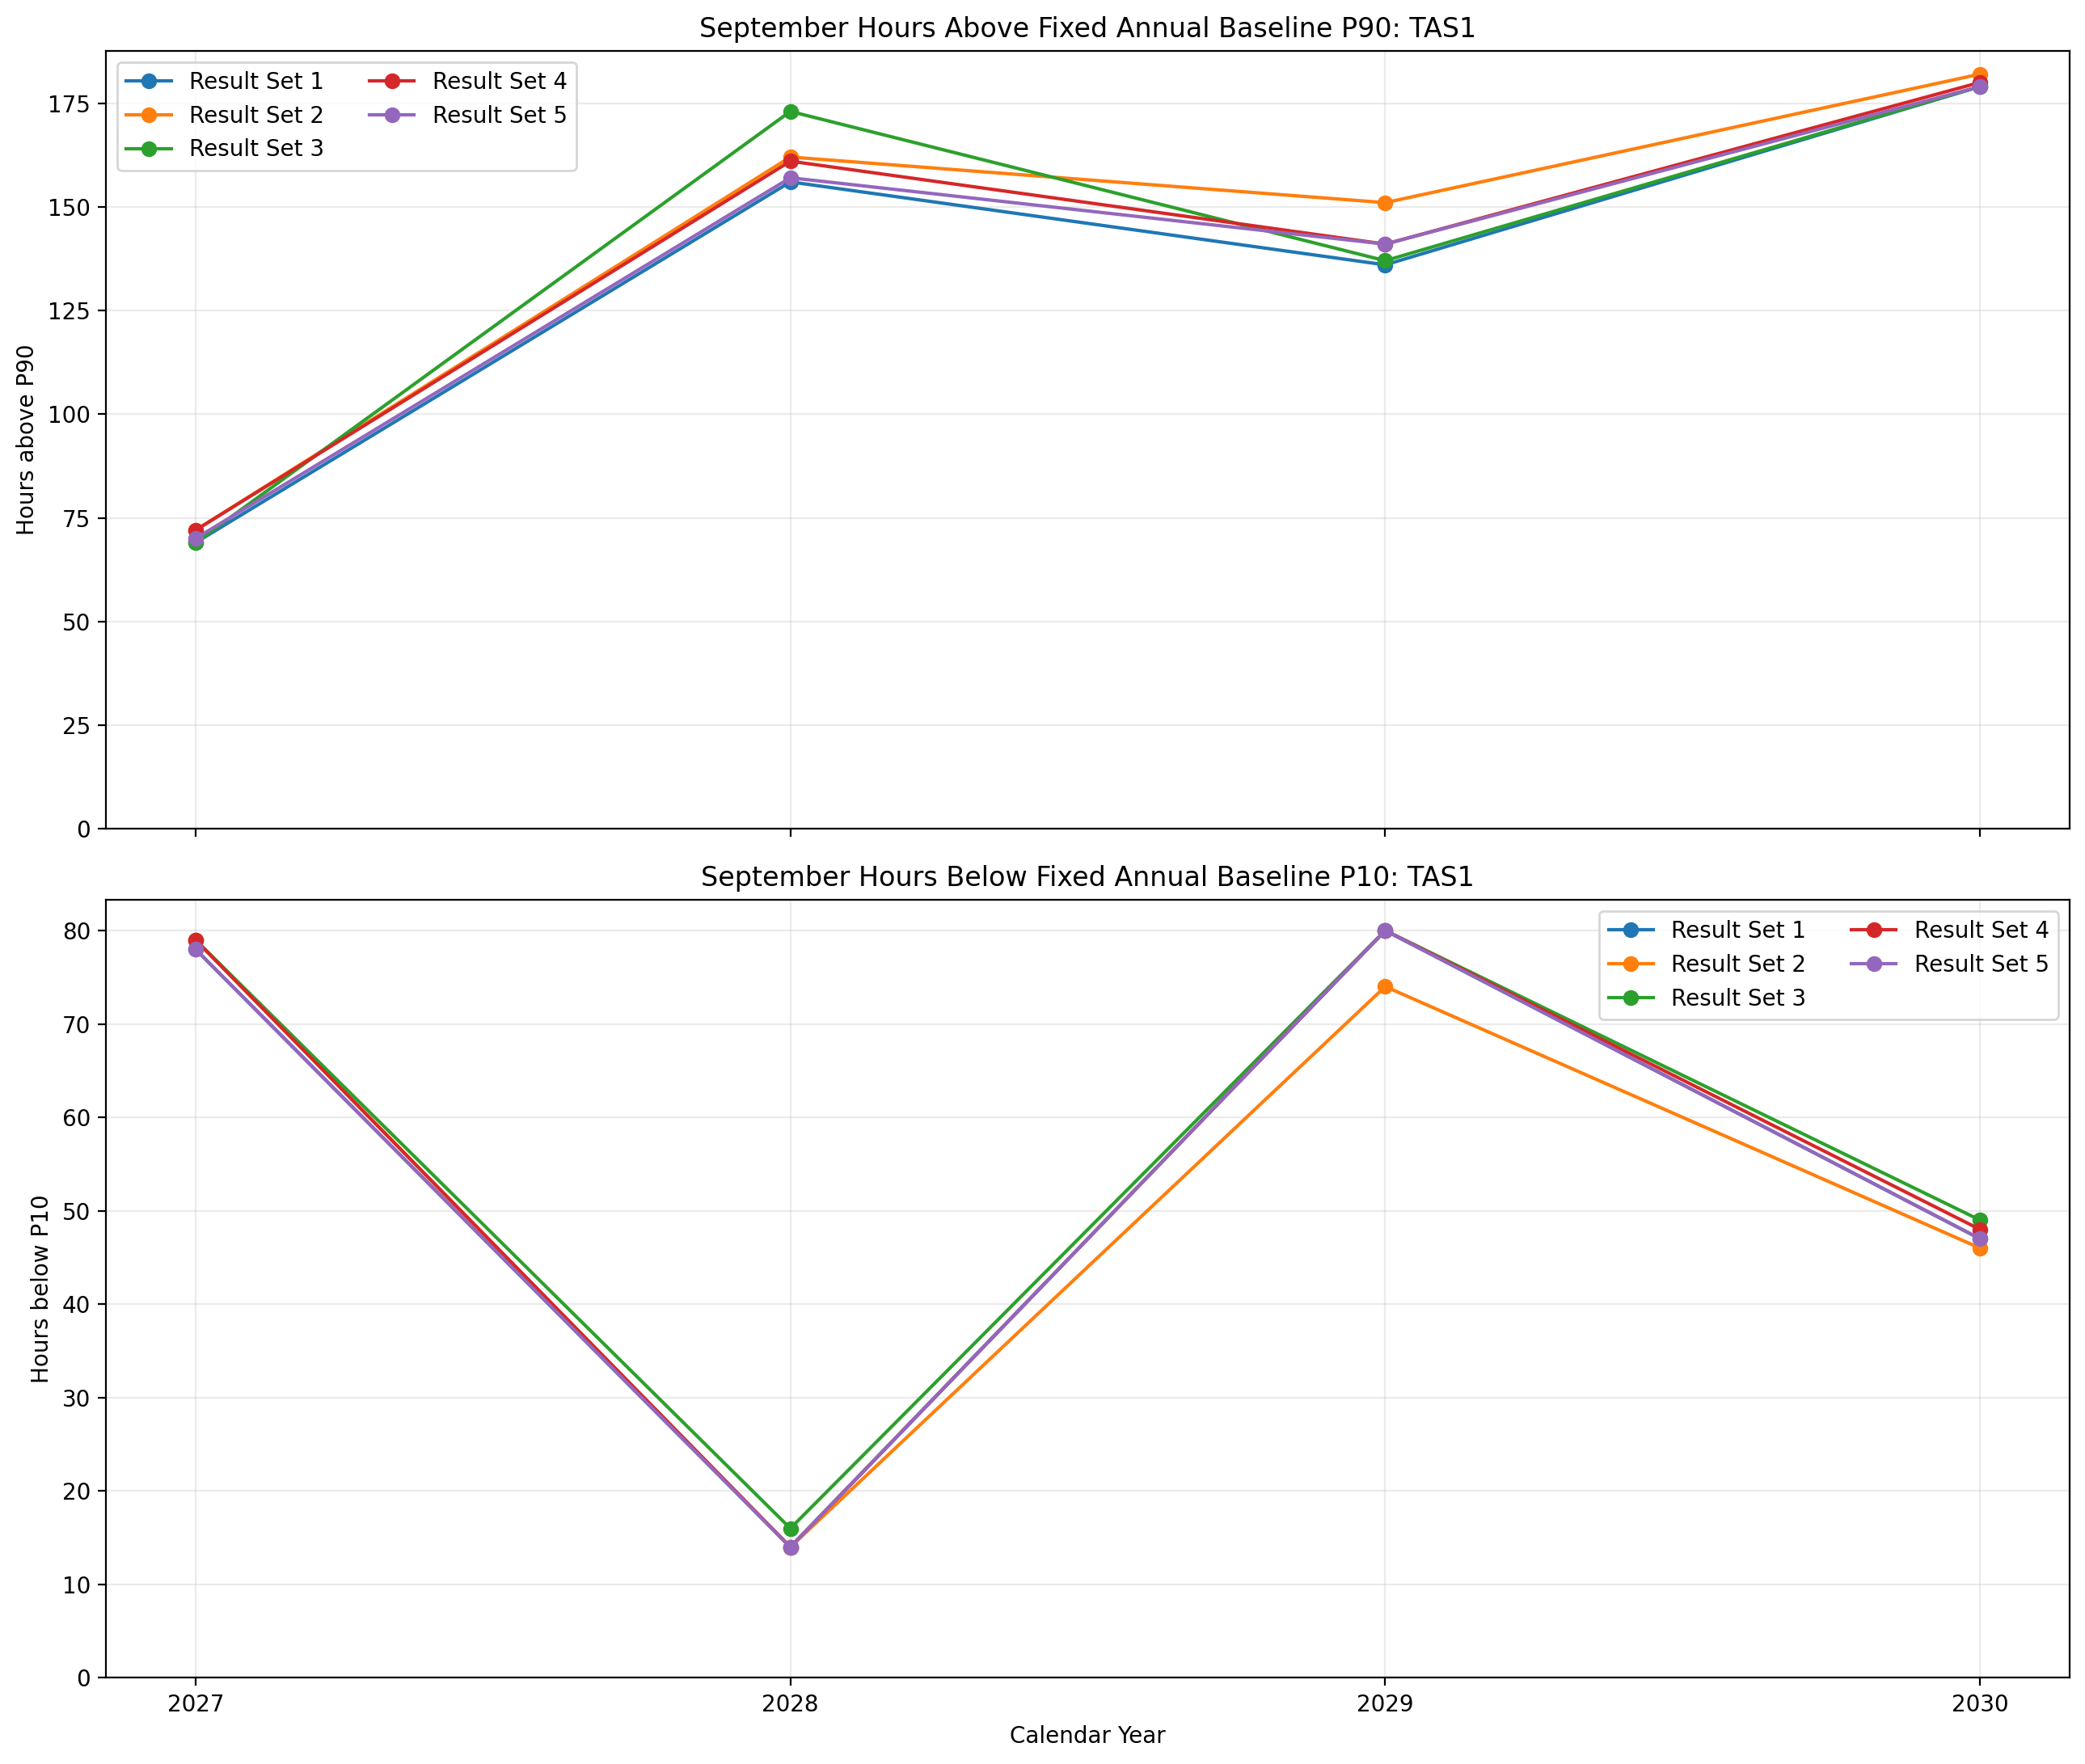 September Hours Above Fixed Annual Baseline P90: TAS1
Result Set 1
Result Set 2
Result Set 3
Result Set 4
Result Set 5
Hours above P90
175
150
125
100
75
50
25
0
September Hours Below Fixed Annual Baseline P10: TAS1
Result Set 1
Result Set 2
Result Set 3
Result Set 4
Result Set 5
Hours below P10
80
70
60
50
40
30
20
10
0
2027
2028
2029
2030
Calendar Year